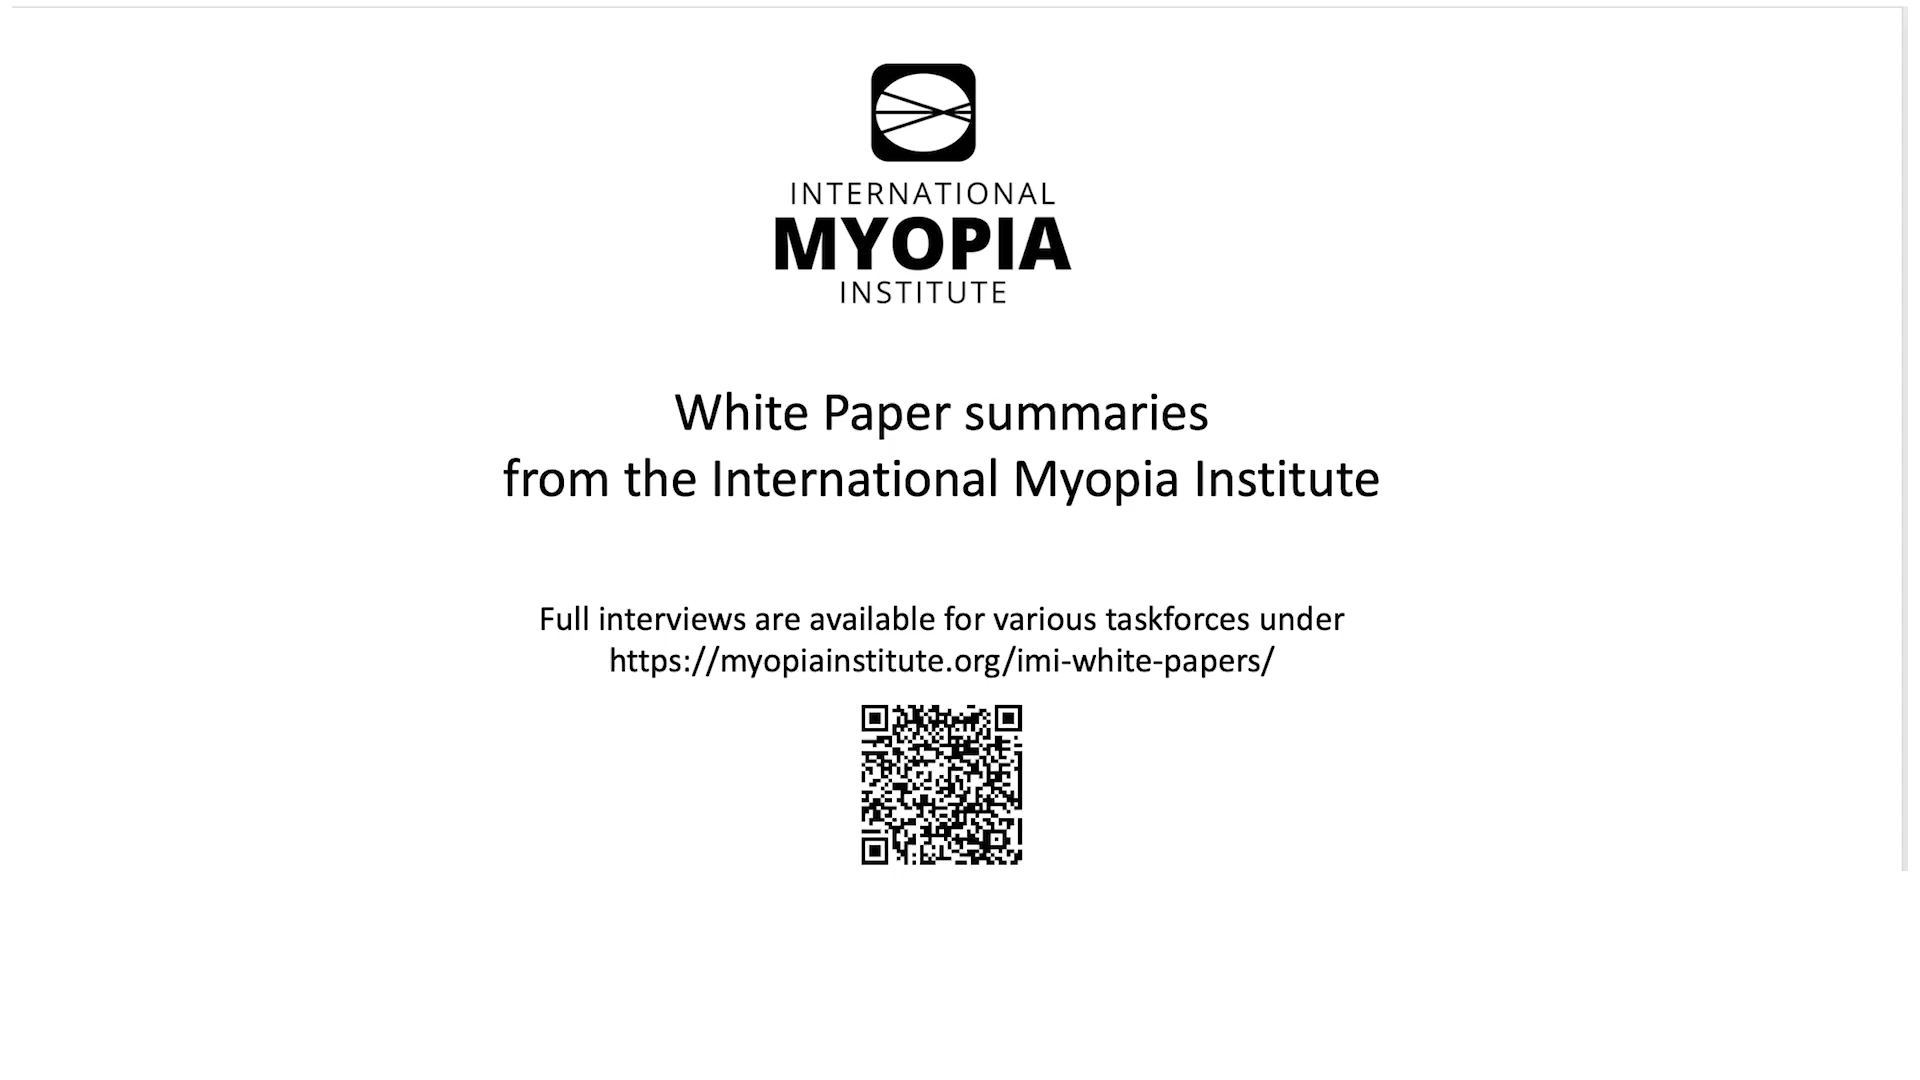 INTERNATIONAL
MYOPIA
INSTITUTE
White Paper summaries
from the International Myopia Institute
Full interviews are available for various taskforces under
https://myopiainstitute.org/imi-white-papers/